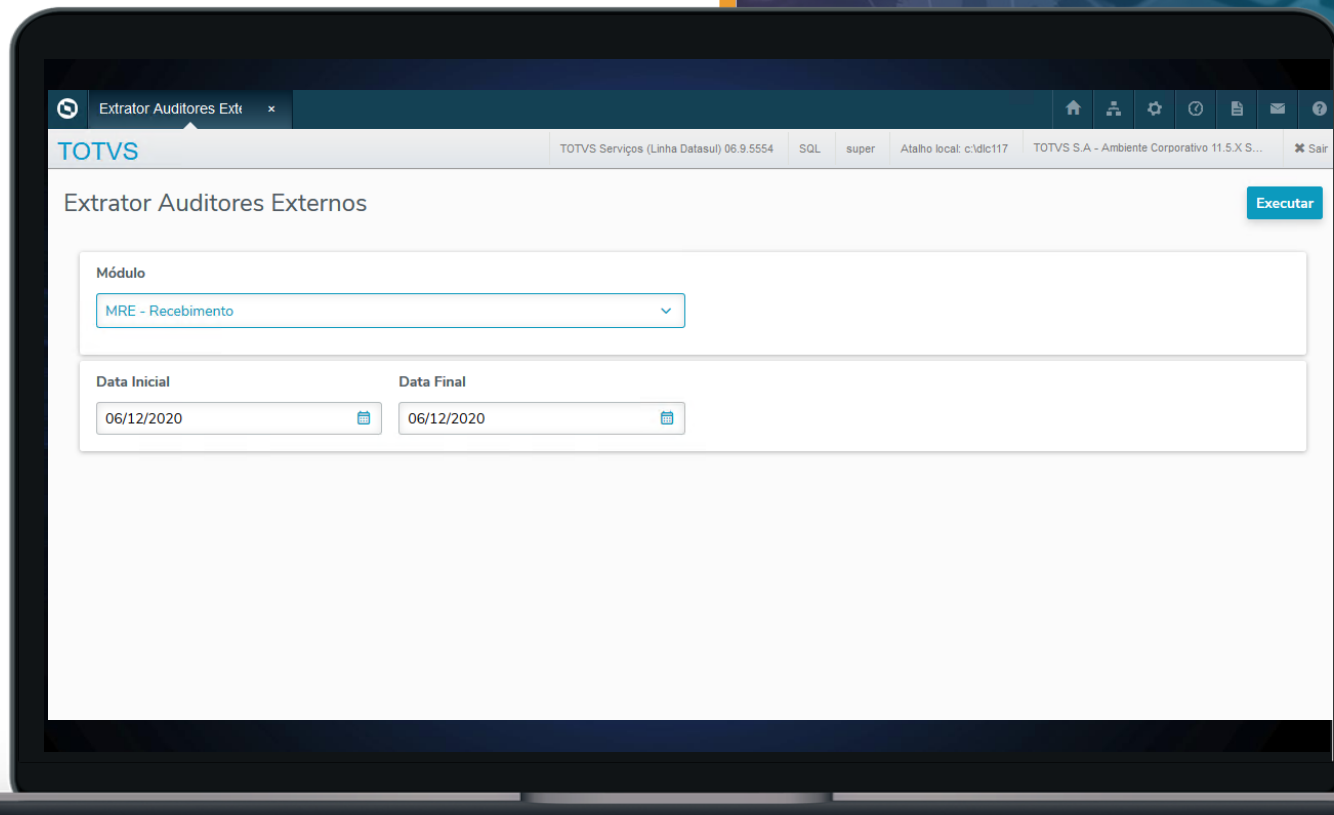 Extrator Auditores Exte ×
TOTVS
TOTVS Serviços (Linha Datasul) 06.9.5554 SQL super Atalho local: c:\dlc117 TOTVS S.A - Ambiente Corporativo 11.5.X S... ✖ Sair
Extrator Auditores Externos
Executar
Módulo
MRE - Recebimento
Data Inicial Data Final
06/12/2020 06/12/2020